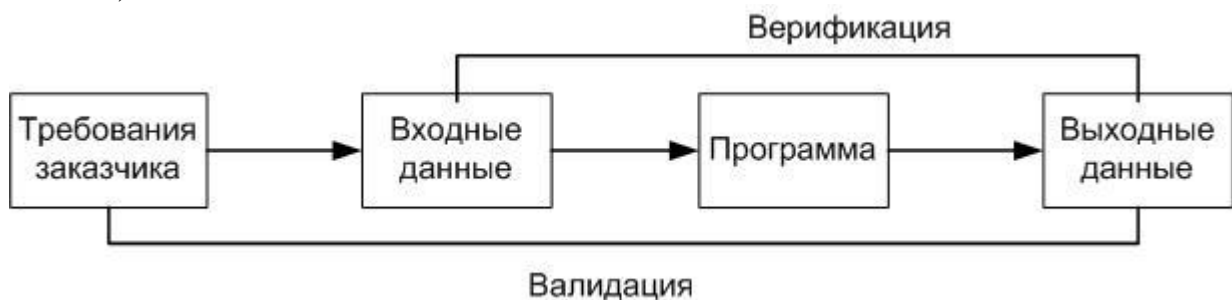 Верификация
Требования
заказчика
Входные
данные
Программа
Выходные
данные
Валидация